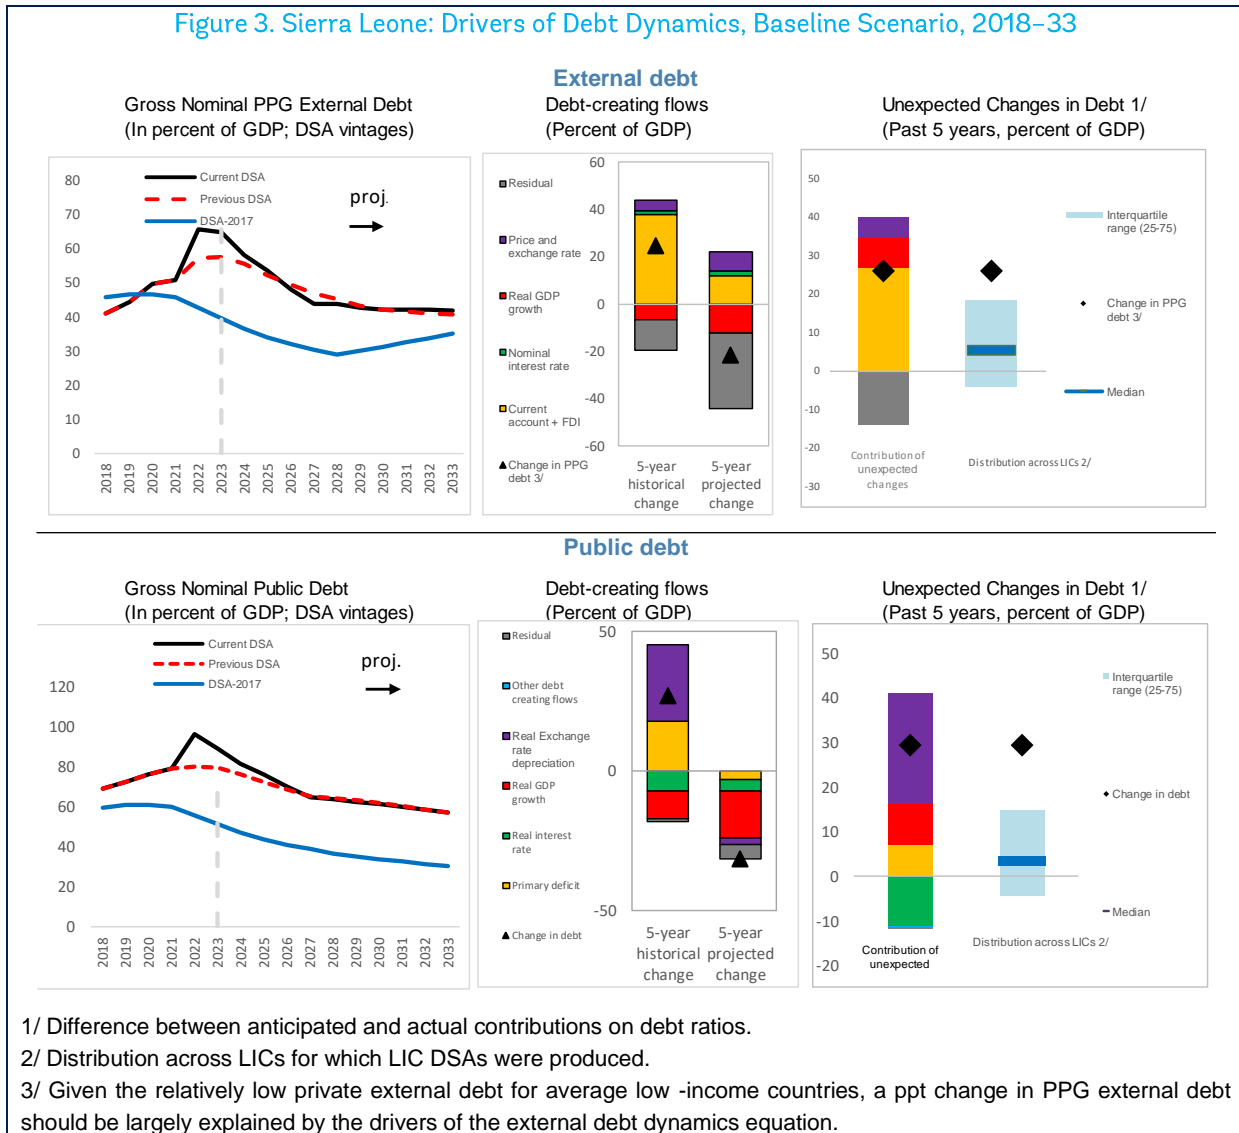 Figure 3. Sierra Leone: Drivers of Debt Dynamics, Baseline Scenario, 2018–33
External debt
Gross Nominal PPG External Debt
(In percent of GDP; DSA vintages)
80
70
60
50
40
30
20
10
0
Current DSA
Previous DSA
DSA-2017
proj.
2018
2019
2020
2021
2022
2023
2024
2025
2026
2027
2028
2029
2030
2031
2032
2033
Debt-creating flows
(Percent of GDP)
Residual
Price and
exchange rate
Real GDP
growth
Nominal
interest rate
Current
account + FDI
Change in PPG
debt 3/
60
40
20
0
-20
-40
-60
5-year
historical
change
5-year
projected
change
Unexpected Changes in Debt 1/
(Past 5 years, percent of GDP)
50
40
30
20
10
0
-10
-20
-30
Contribution of
unexpected
changes
Distribution across LICs 2/
Interquartile
range (25-75)
Change in PPG
debt 3/
Median
Public debt
Gross Nominal Public Debt
(In percent of GDP; DSA vintages)
Current DSA
Previous DSA
DSA-2017
proj.
120
100
80
60
40
20
0
2018
2019
2020
2021
2022
2023
2024
2025
2026
2027
2028
2029
2030
2031
2032
2033
Debt-creating flows
(Percent of GDP)
Residual
Other debt
creating flows
Real Exchange
rate
depreciation
Real GDP
growth
Real interest
rate
Primary deficit
Change in debt
50
0
-50
5-year
historical
change
5-year
projected
change
Unexpected Changes in Debt 1/
(Past 5 years, percent of GDP)
50
40
30
20
10
0
-10
-20
Contribution of
unexpected
Distribution across LICs 2/
Interquartile
range (25-75)
Change in debt
Median
1/ Difference between anticipated and actual contributions on debt ratios.
2/ Distribution across LICs for which LIC DSAs were produced.
3/ Given the relatively low private external debt for average low -income countries, a ppt change in PPG external debt
should be largely explained by the drivers of the external debt dynamics equation.